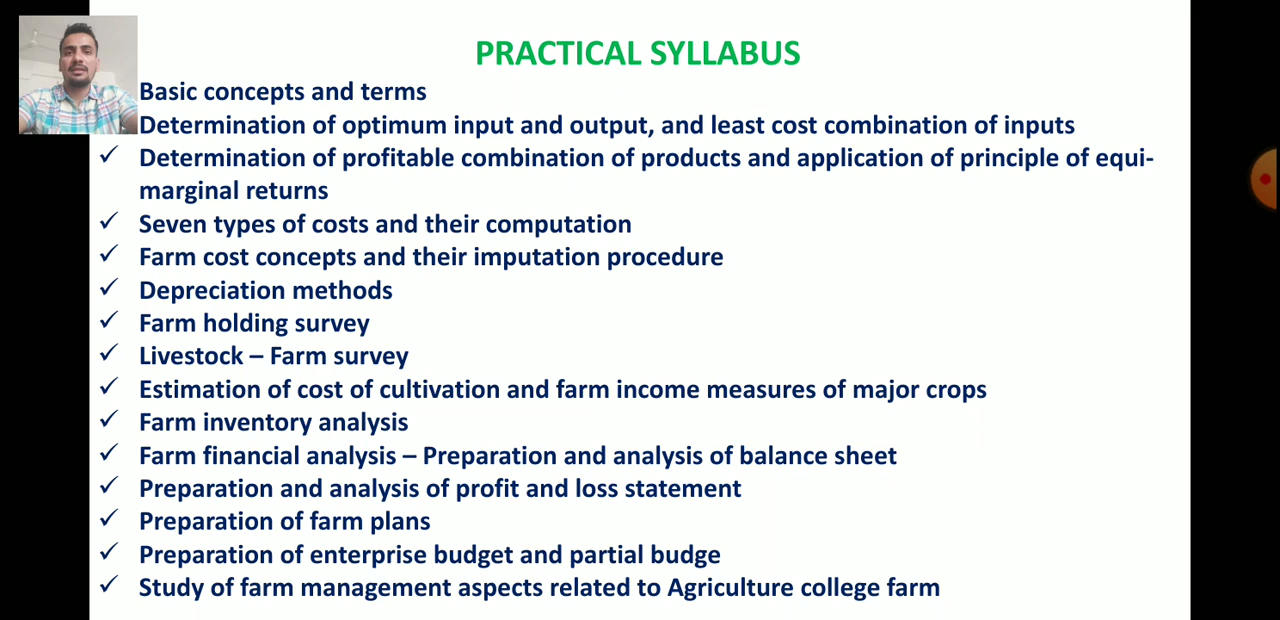 PRACTICAL SYLLABUS
Basic concepts and terms
Determination of optimum input and output, and least cost combination of inputs
✓ Determination of profitable combination of products and application of principle of equi-
marginal returns
✓ Seven types of costs and their computation
✓ Farm cost concepts and their imputation procedure
✓ Depreciation methods
✓ Farm holding survey
✓ Livestock – Farm survey
✓ Estimation of cost of cultivation and farm income measures of major crops
✓ Farm inventory analysis
✓ Farm financial analysis – Preparation and analysis of balance sheet
✓ Preparation and analysis of profit and loss statement
✓ Preparation of farm plans
✓ Preparation of enterprise budget and partial budge
✓ Study of farm management aspects related to Agriculture college farm